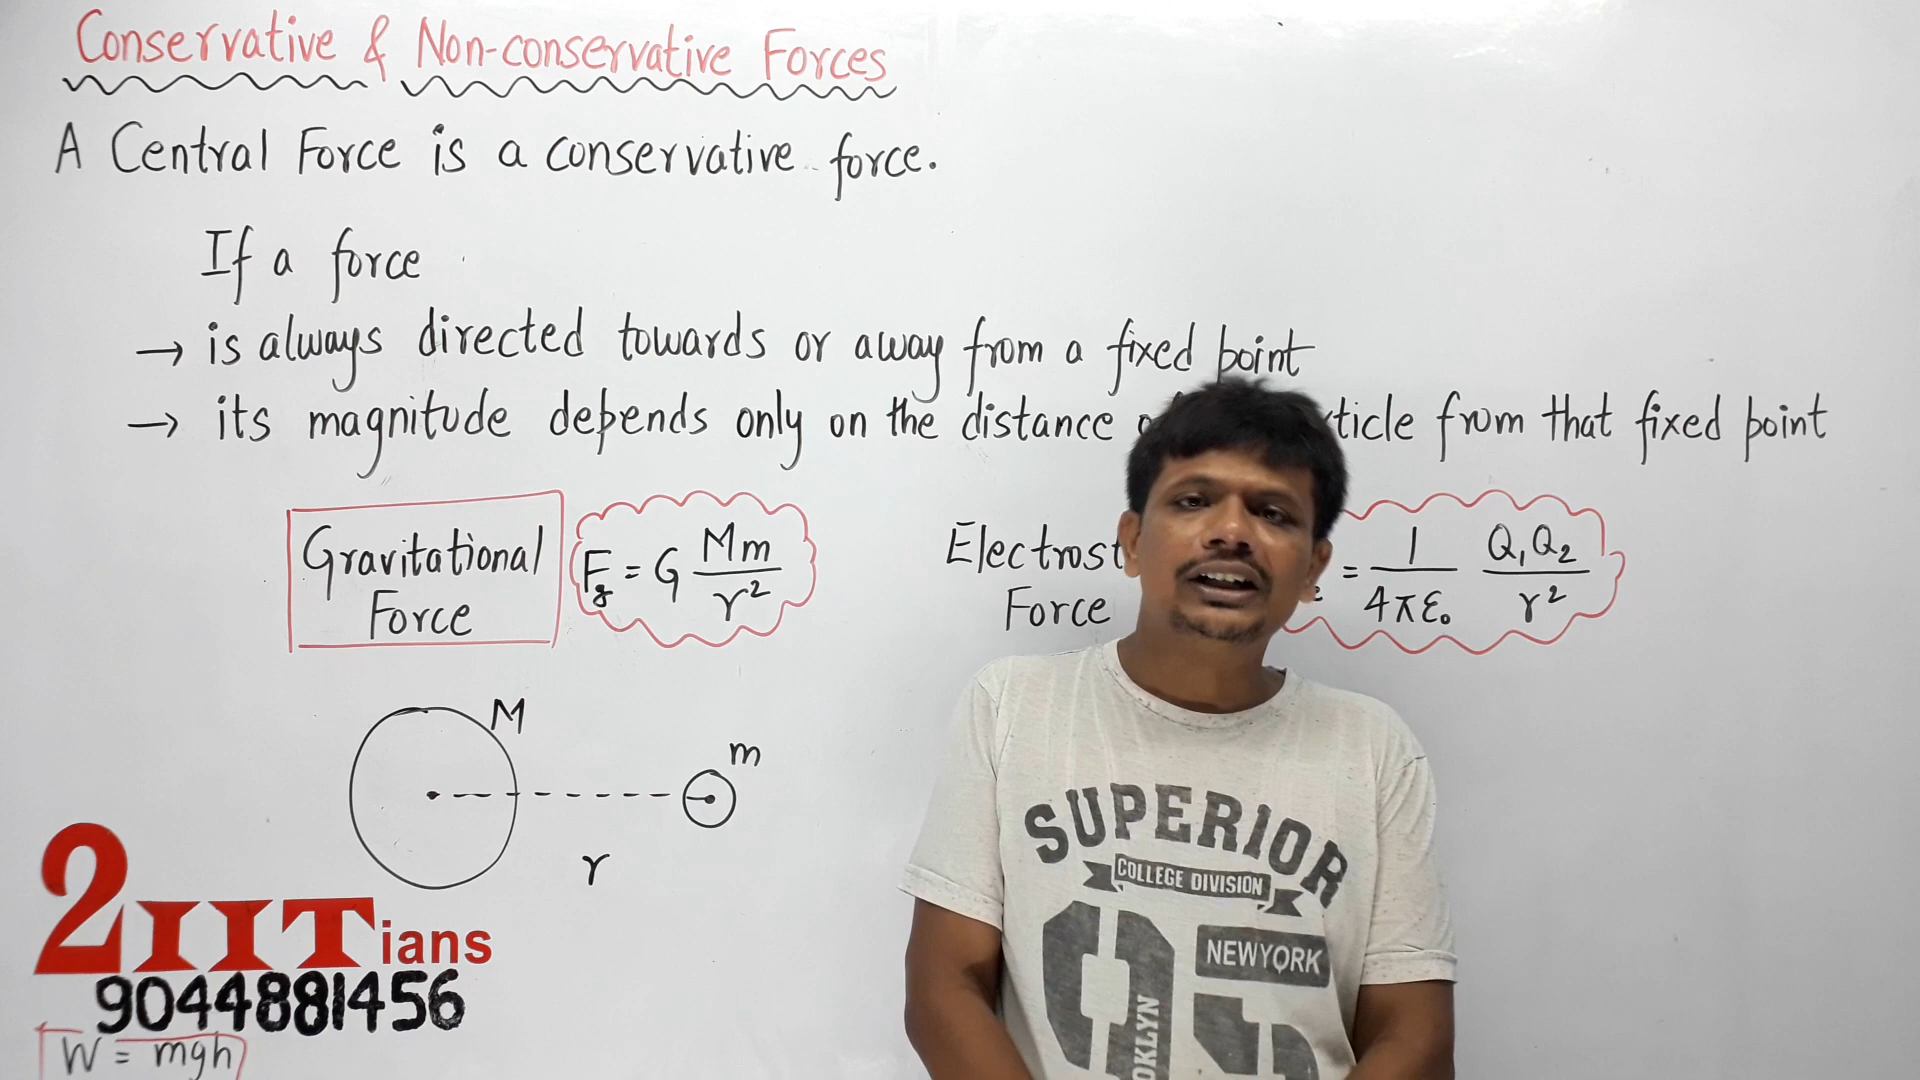 Conservative & Non-conservative Forces
A Central Force is a conservative force.
If a force
→ is always directed towards or away from a fixed point
→ its magnitude depends only on the distance ticle from that fixed point
Gravitational Force
F_g = G Mm / r²
Electrost
Force
= 1 / 4πε₀ Q₁Q₂ / r²
M
m
r
2IITians
9044881456
W = mgh
SUPERIOR
COLLEGE DIVISION
NEWYORK
OKLYN